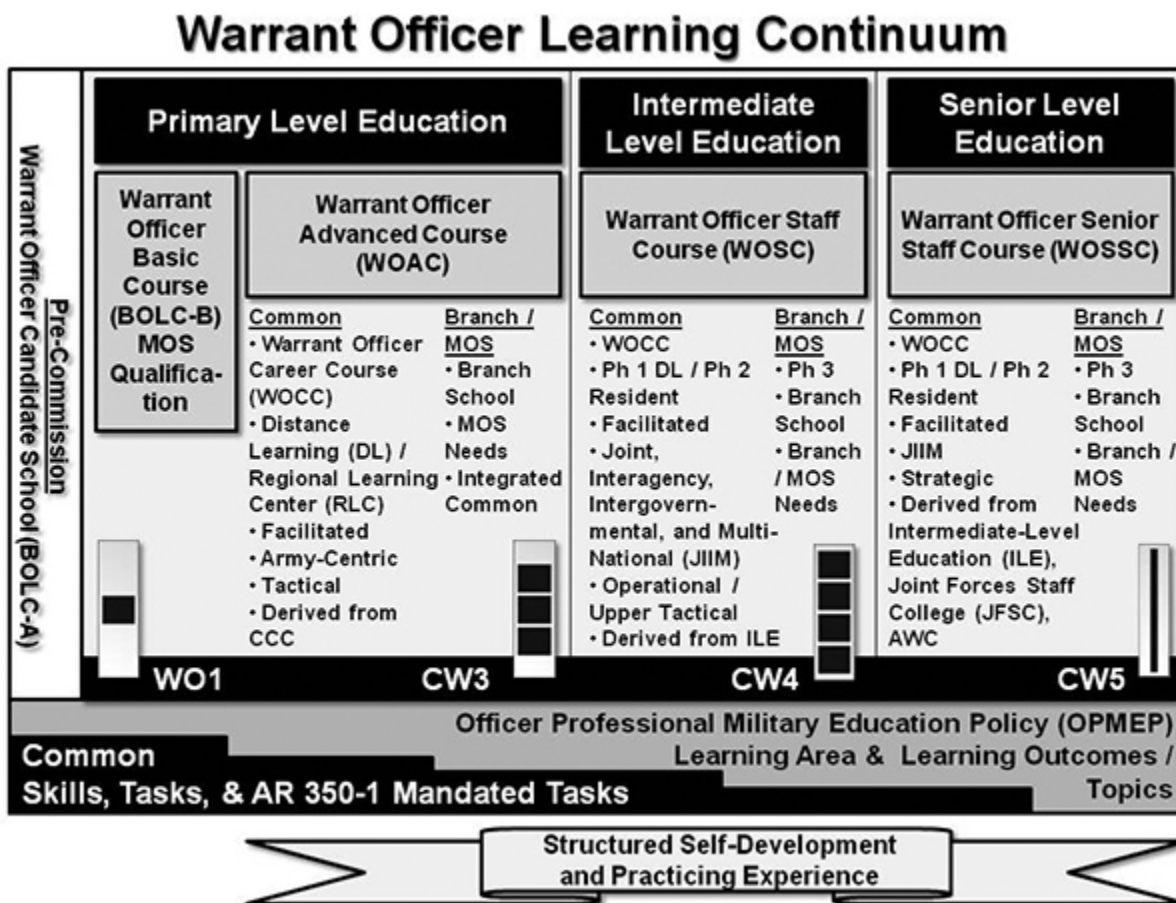 Warrant Officer Learning Continuum
Pre-Commission
Warrant Officer Candidate School (BOLC-A)
Primary Level Education
Warrant
Officer
Basic
Course
(BOLC-B)
MOS
Qualifica-
tion
Warrant Officer
Advanced Course
(WOAC)
Common
• Warrant Officer
Career Course
(WOCC)
• Distance
Learning (DL) /
Regional Learning
Center (RLC)
• Facilitated
• Army-Centric
• Tactical
• Derived from
CCC
Branch /
MOS
• Branch
School
• MOS
Needs
• Integrated
Common
Intermediate
Level Education
Warrant Officer Staff
Course (WOSC)
Common
• WOCC
• Ph 1 DL / Ph 2
Resident
• Facilitated
• Joint,
Interagency,
Intergovern-
mental, and Multi-
National (JIIM)
• Operational /
Upper Tactical
• Derived from ILE
Branch /
MOS
• Ph 3
• Branch
School
• Branch
/ MOS
Needs
Senior Level
Education
Warrant Officer Senior
Staff Course (WOSSC)
Common
• WOCC
• Ph 1 DL / Ph 2
Resident
• Facilitated
• JIIM
• Strategic
• Derived from
Intermediate-Level
Education (ILE),
Joint Forces Staff
College (JFSC),
AWC
Branch /
MOS
• Ph 3
• Branch
School
• Branch /
MOS
Needs
WO1
CW3
CW4
CW5
Officer Professional Military Education Policy (OPMEP)
Learning Area & Learning Outcomes /
Topics
Common
Skills, Tasks, & AR 350-1 Mandated Tasks
Structured Self-Development
and Practicing Experience